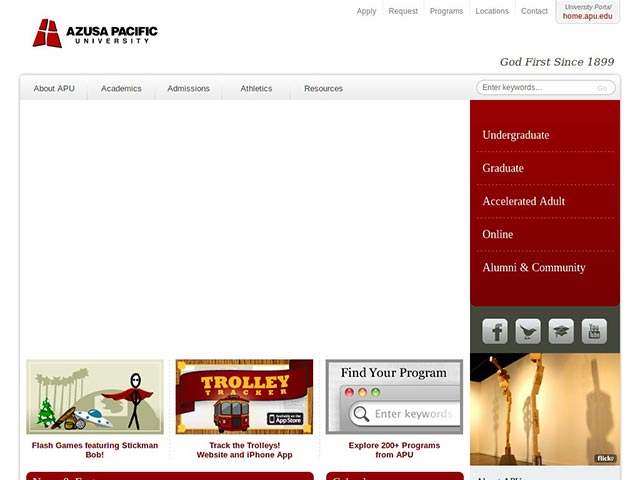 Apply
Request
Programs
Locations
Contact
University Portal
home.apu.edu
AZUSA PACIFIC
UNIVERSITY
God First Since 1899
About APU
Academics
Admissions
Athletics
Resources
Enter keywords...
Go
Undergraduate
Graduate
Accelerated Adult
Online
Alumni & Community
You
Tube
TROLLEY
TRACKER
Available on the
App Store
Find Your Program
Enter keywords
flickr
Flash Games featuring Stickman
Bob!
Track the Trolleys!
Website and iPhone App
Explore 200+ Programs
from APU